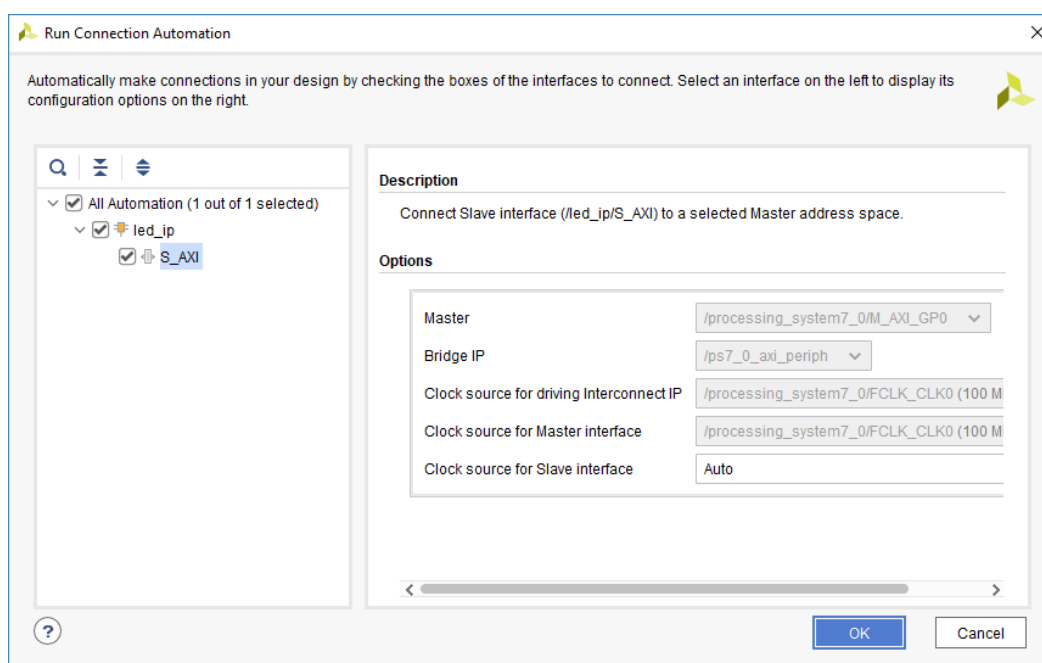 Run Connection Automation
Automatically make connections in your design by checking the boxes of the interfaces to connect. Select an interface on the left to display its
configuration options on the right.
All Automation (1 out of 1 selected)
led_ip
S_AXI
Description
Connect Slave interface (/led_ip/S_AXI) to a selected Master address space.
Options
Master /processing_system7_0/M_AXI_GP0
Bridge IP /ps7_0_axi_periph
Clock source for driving Interconnect IP /processing_system7_0/FCLK_CLK0 (100 M
Clock source for Master interface /processing_system7_0/FCLK_CLK0 (100 M
Clock source for Slave interface Auto
? OK Cancel